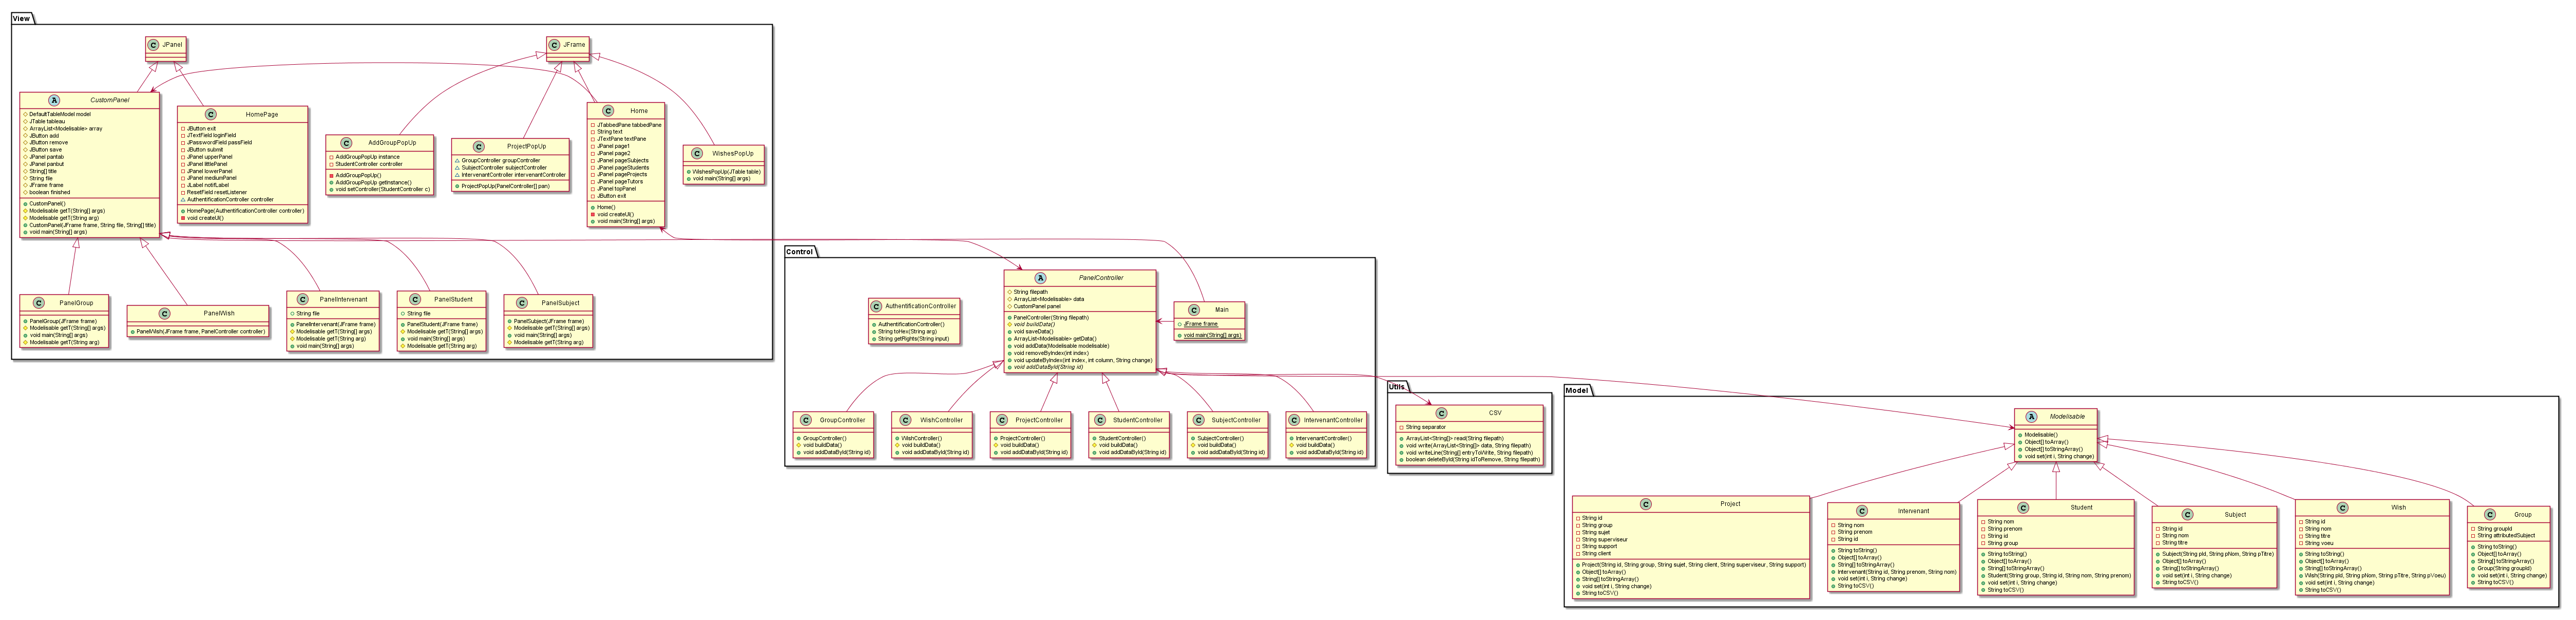 View
C JPanel
C JFrame
A CustomPanel
DefaultTableModel model
JTable tableau
ArrayList<Modelisable> array
JButton add
JButton remove
JButton save
JPanel pantab
JPanel panbut
String[] title
String file
JFrame frame
boolean finished
CustomPanel()
Modelisable getT(String[] args)
Modelisable getT(String arg)
CustomPanel(JFrame frame, String file, String[] title)
void main(String[] args)
C HomePage
JButton exit
JTextField loginField
JPasswordField passField
JButton submit
JPanel upperPanel
JPanel littlePanel
JPanel lowerPanel
JPanel mediumPanel
JLabel notifLabel
ResetField resetListener
AuthentificationController controller
HomePage(AuthentificationController controller)
void createUI()
C AddGroupPopUp
AddGroupPopUp instance
StudentController controller
AddGroupPopUp()
AddGroupPopUp getInstance()
void setController(StudentController c)
C ProjectPopUp
GroupController groupController
SubjectController subjectController
IntervenantController intervenantController
ProjectPopUp(PanelController[] pan)
C Home
JTabbedPane tabbedPane
String text
JTextPane textPane
JPanel page1
JPanel page2
JPanel pageSubjects
JPanel pageStudents
JPanel pageProjects
JPanel pageTutors
JPanel topPanel
JButton exit
Home()
void createUI()
void main(String[] args)
C WishesPopUp
WishesPopUp(JTable table)
void main(String[] args)
C PanelGroup
PanelGroup(JFrame frame)
Modelisable getT(String[] args)
void main(String[] args)
Modelisable getT(String arg)
C PanelWish
PanelWish(JFrame frame, PanelController controller)
C PanelIntervenant
String file
PanelIntervenant(JFrame frame)
Modelisable getT(String[] args)
Modelisable getT(String arg)
void main(String[] args)
C PanelStudent
String file
PanelStudent(JFrame frame)
Modelisable getT(String[] args)
void main(String[] args)
Modelisable getT(String arg)
C PanelSubject
PanelSubject(JFrame frame)
Modelisable getT(String[] args)
void main(String[] args)
Modelisable getT(String arg)
Control
C AuthentificationController
AuthentificationController()
String toHex(String arg)
String getRights(String input)
A PanelController
String filepath
ArrayList<Modelisable> data
CustomPanel panel
PanelController(String filepath)
void buildData()
void saveData()
ArrayList<Modelisable> getData()
void addData(Modelisable modelisable)
void removeByIndex(int index)
void updateByIndex(int index, int column, String change)
void addDataById(String id)
C Main
JFrame frame
void main(String[] args)
C GroupController
GroupController()
void buildData()
void addDataById(String id)
C WishController
WishController()
void buildData()
void addDataById(String id)
C ProjectController
ProjectController()
void buildData()
void addDataById(String id)
C StudentController
StudentController()
void buildData()
void addDataById(String id)
C SubjectController
SubjectController()
void buildData()
void addDataById(String id)
C IntervenantController
IntervenantController()
void buildData()
void addDataById(String id)
Utils
C CSV
String separator
ArrayList<String[]> read(String filepath)
void write(ArrayList<String[]> data, String filepath)
void writeLine(String[] entryToWrite, String filepath)
boolean deleteById(String idToRemove, String filepath)
Model
A Modelisable
Modelisable()
Object[] toArray()
Object[] toStringArray()
void set(int i, String change)
C Project
String id
String group
String sujet
String superviseur
String support
String client
Project(String id, String group, String sujet, String client, String superviseur, String support)
Object[] toArray()
String[] toStringArray()
void set(int i, String change)
String toCSV()
C Intervenant
String nom
String prenom
String id
String toString()
Object[] toArray()
String[] toStringArray()
Intervenant(String id, String prenom, String nom)
void set(int i, String change)
String toCSV()
C Student
String nom
String prenom
String id
String group
String toString()
Object[] toArray()
String[] toStringArray()
Student(String group, String id, String nom, String prenom)
void set(int i, String change)
String toCSV()
C Subject
String id
String nom
String titre
Subject(String pId, String pNom, String pTitre)
Object[] toArray()
String[] toStringArray()
void set(int i, String change)
String toCSV()
C Wish
String id
String nom
String titre
String voeu
String toString()
Object[] toArray()
String[] toStringArray()
Wish(String pId, String pNom, String pTitre, String pVoeu)
void set(int i, String change)
String toCSV()
C Group
String groupId
String attributedSubject
String toString()
Object[] toArray()
String[] toStringArray()
Group(String groupId)
void set(int i, String change)
String toCSV()